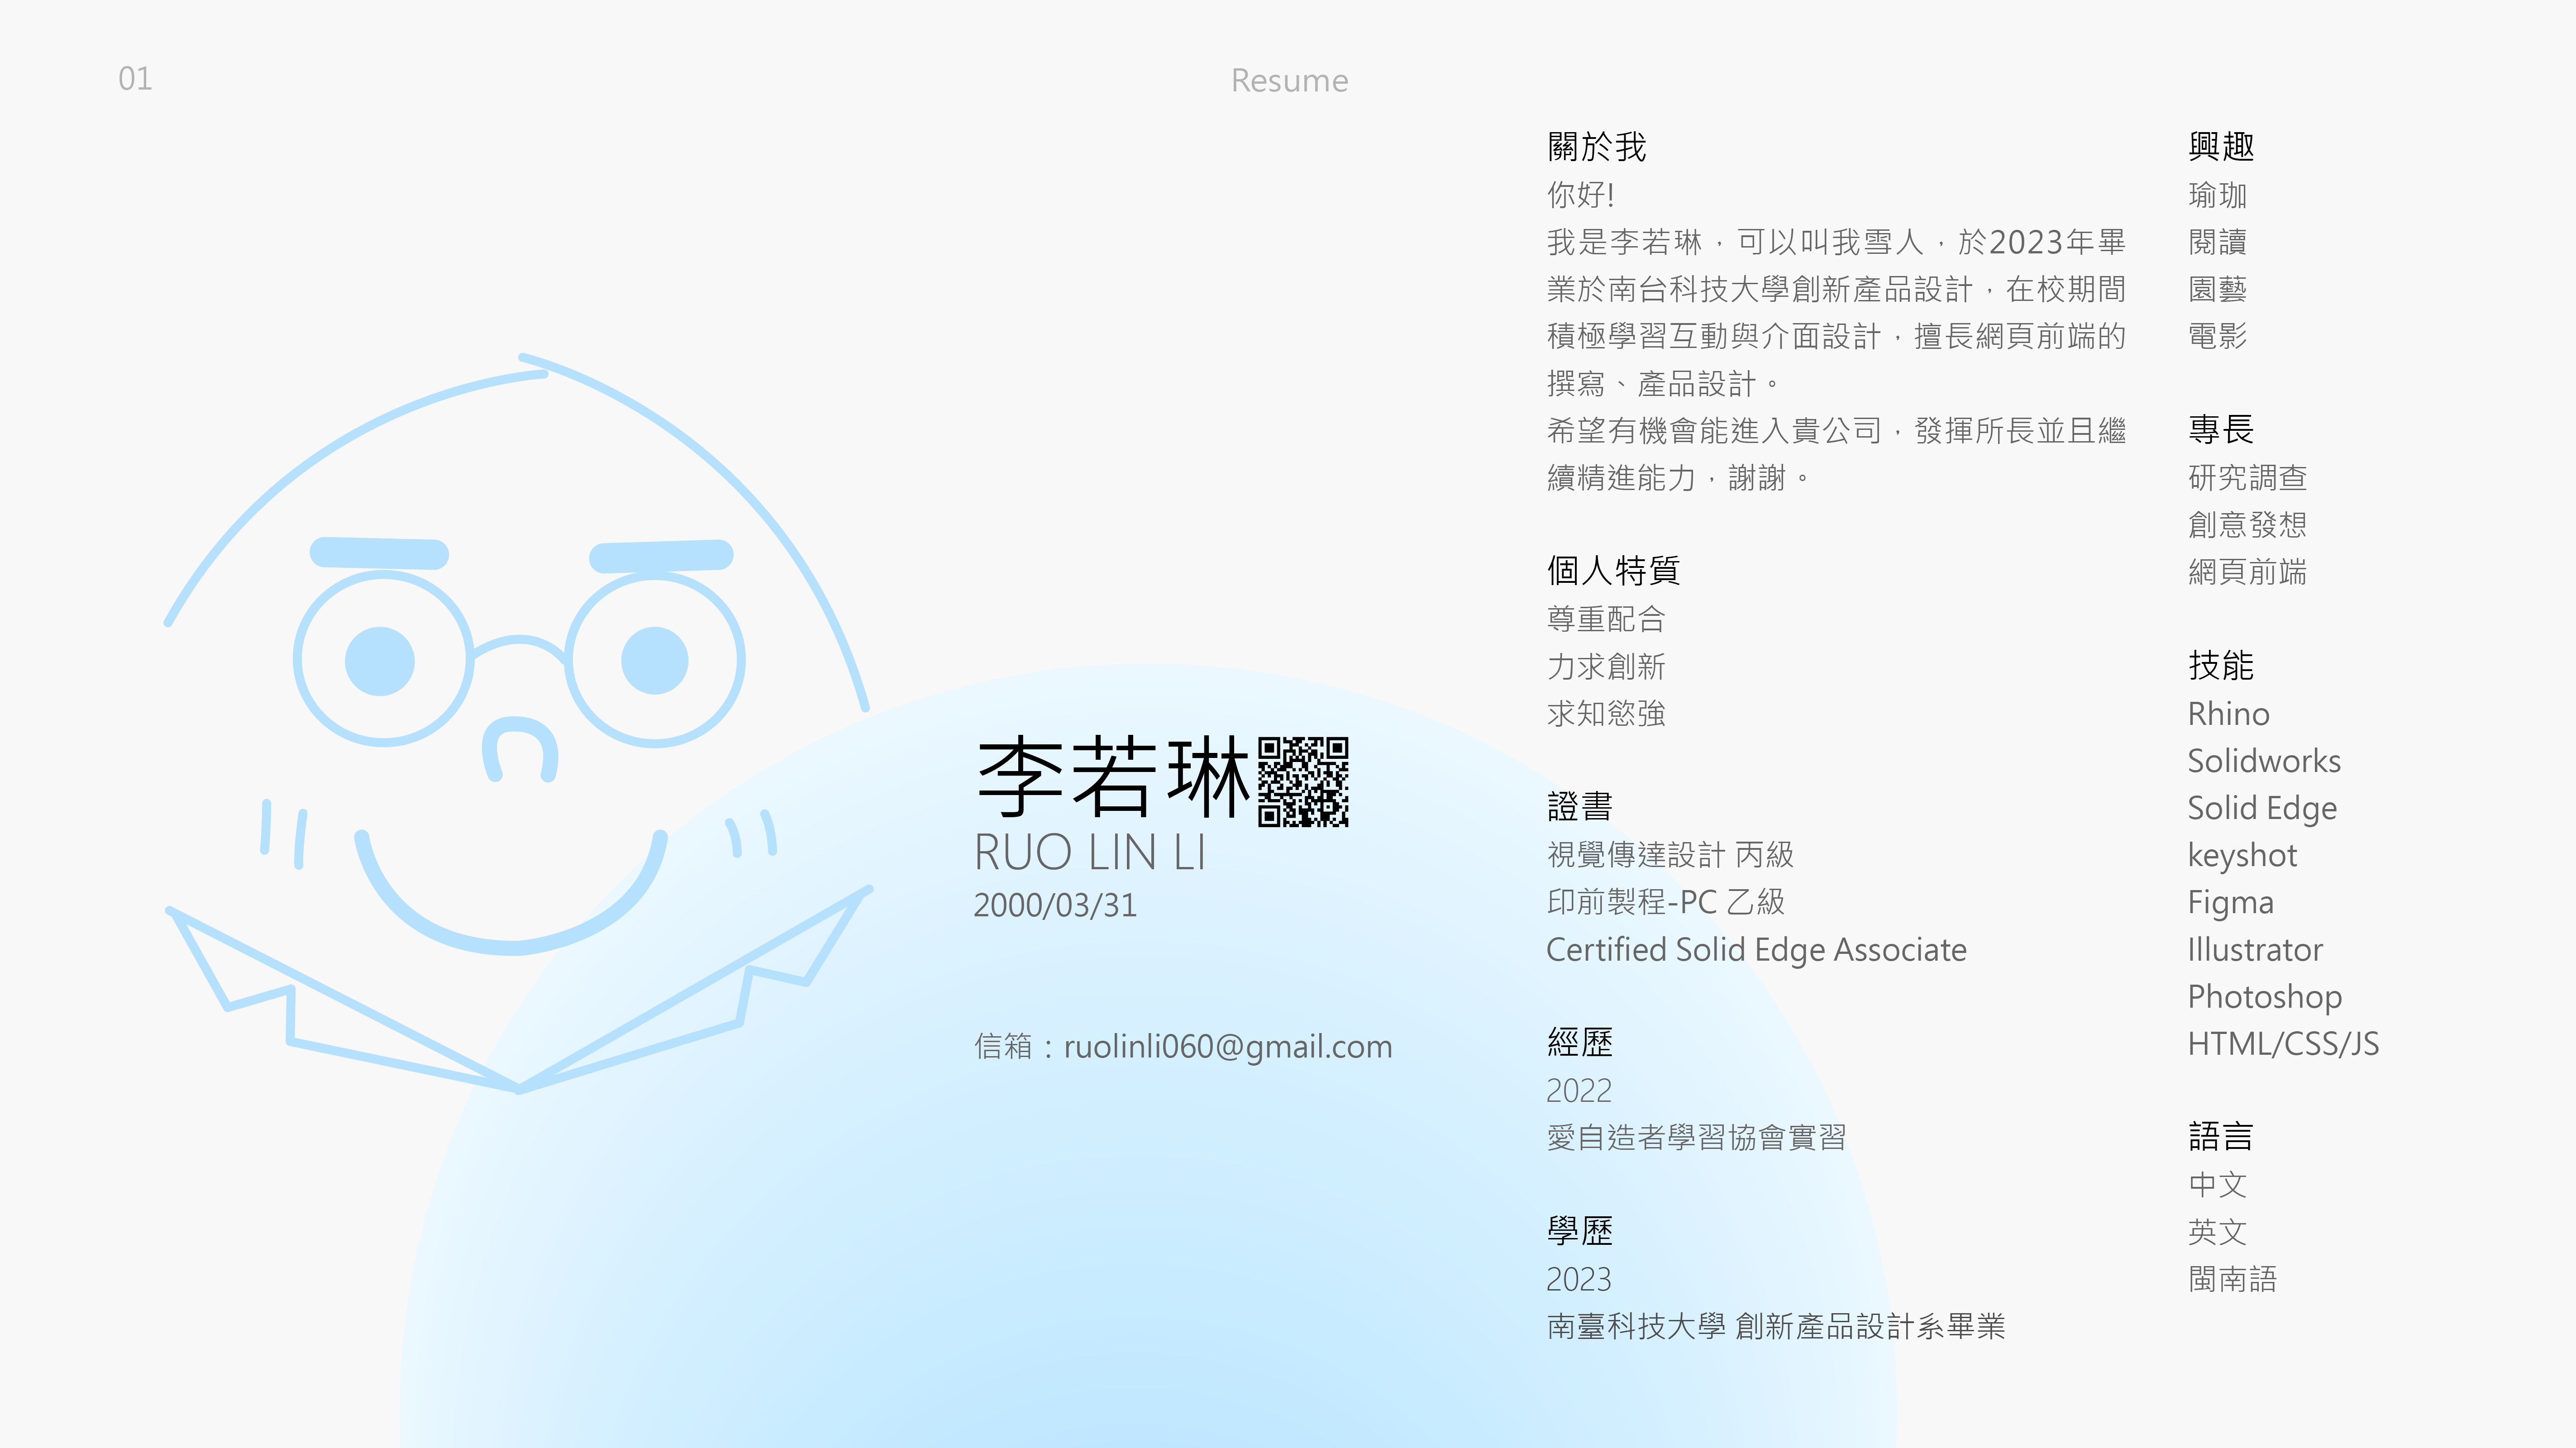 01
Resume
李若琳
RUO LIN LI
2000/03/31
信箱：ruolinli060@gmail.com
關於我
你好!
我是李若琳，可以叫我雪人，於2023年畢
業於南台科技大學創新產品設計，在校期間
積極學習互動與介面設計，擅長網頁前端的
撰寫、產品設計。
希望有機會能進入貴公司，發揮所長並且繼
續精進能力，謝謝。
個人特質
尊重配合
力求創新
求知慾強
證書
視覺傳達設計 丙級
印前製程-PC 乙級
Certified Solid Edge Associate
經歷
2022
愛自造者學習協會實習
學歷
2023
南臺科技大學 創新產品設計系畢業
興趣
瑜珈
閱讀
園藝
電影
專長
研究調查
創意發想
網頁前端
技能
Rhino
Solidworks
Solid Edge
keyshot
Figma
Illustrator
Photoshop
HTML/CSS/JS
語言
中文
英文
閩南語